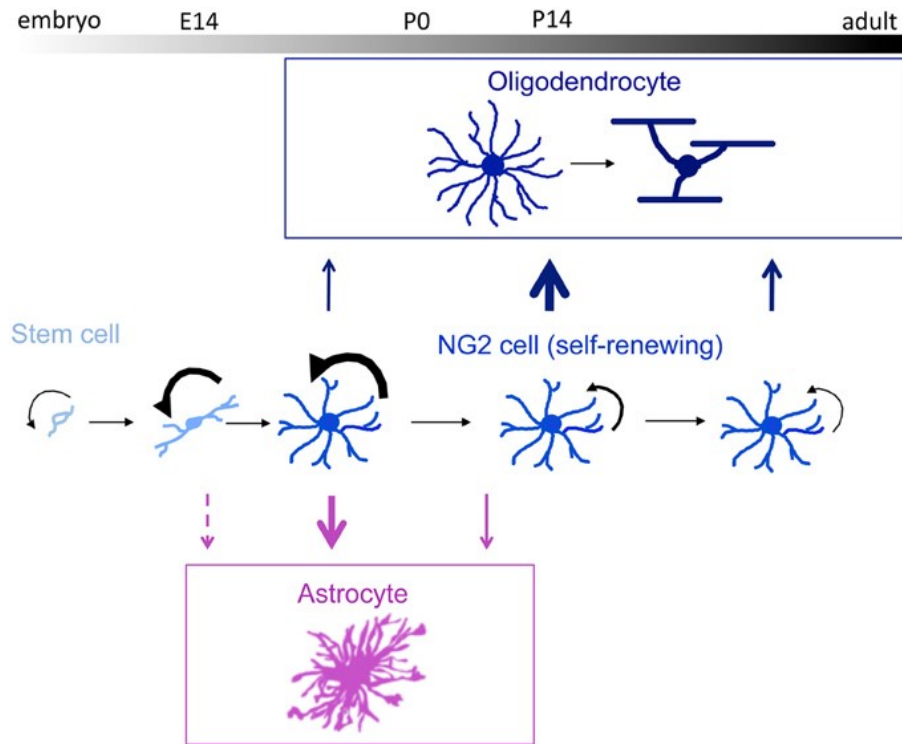 embryo E14 P0 P14 adult
Oligodendrocyte
Stem cell
NG2 cell (self-renewing)
Astrocyte